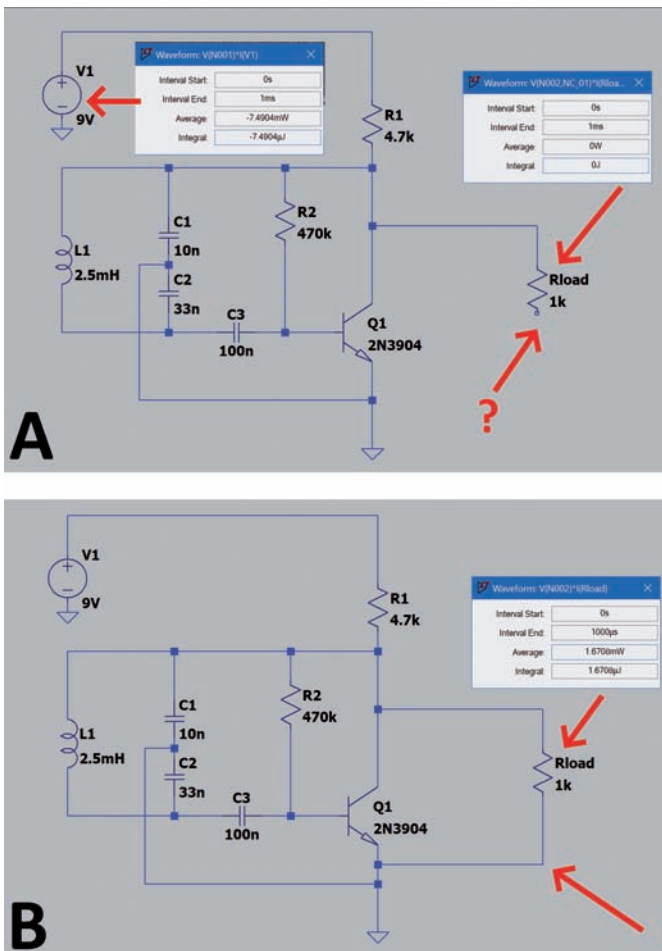 Waveform: V(N001)*I(V1)
Interval Start: 0s
Interval End: 1ms
Average: -7.4904mW
Integral: -7.4904µJ
Waveform: V(N002,NC_01)*I(Rloa...
Interval Start: 0s
Interval End: 1ms
Average: 0W
Integral: 0J
V1
9V
R1
4.7k
C1
10n
R2
470k
L1
2.5mH
C2
33n
C3
100n
Q1
2N3904
Rload
1k
?
A
V1
9V
Waveform: V(N002)*I(Rload)
Interval Start: 0s
Interval End: 1000µs
Average: 1.6708mW
Integral: 1.6708µJ
R1
4.7k
C1
10n
R2
470k
L1
2.5mH
C2
33n
C3
100n
Q1
2N3904
Rload
1k
B